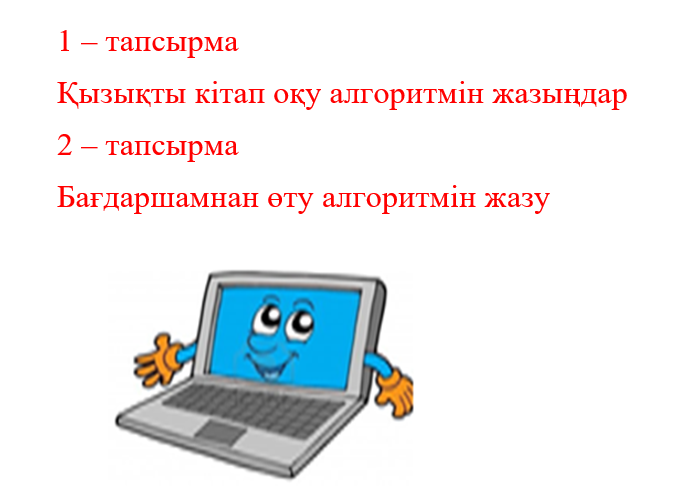 1 – тапсырма
Қызықты кітап оқу алгоритмін жазыңдар
2 – тапсырма
Бағдаршамнан өту алгоритмін жазу